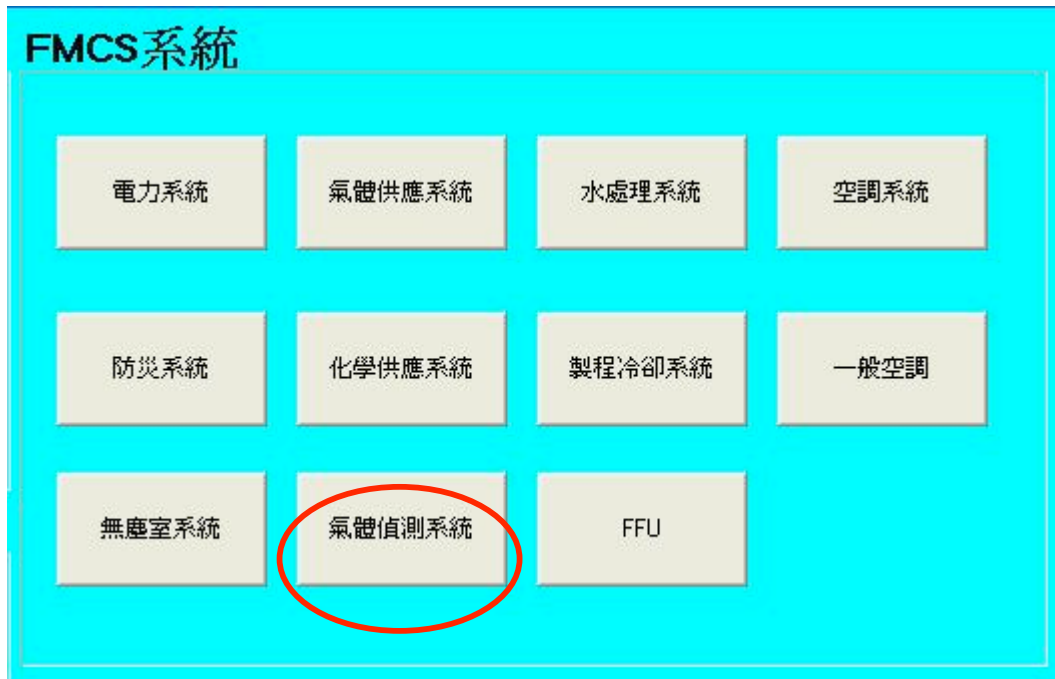 FMCS系統
電力系統
氣體供應系統
水處理系統
空調系統
防災系統
化學供應系統
製程冷卻系統
一般空調
無塵室系統
氣體偵測系統
FFU